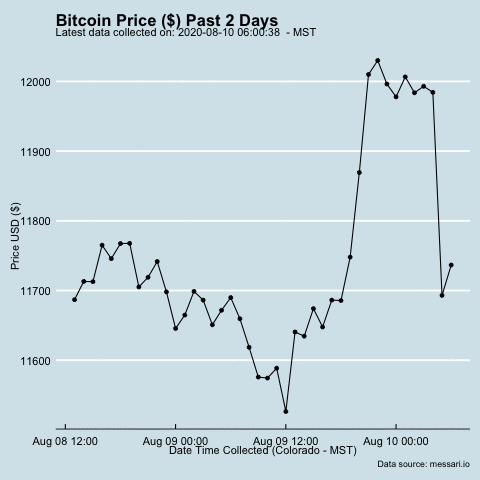 Bitcoin Price ($) Past 2 Days
Latest data collected on: 2020-08-10 06:00:38  - MST
12000
11900
11800
11700
11600
Price USD ($)
Aug 08 12:00 Aug 09 00:00 Aug 09 12:00 Aug 10 00:00
Date Time Collected (Colorado - MST)
Data source: messari.io